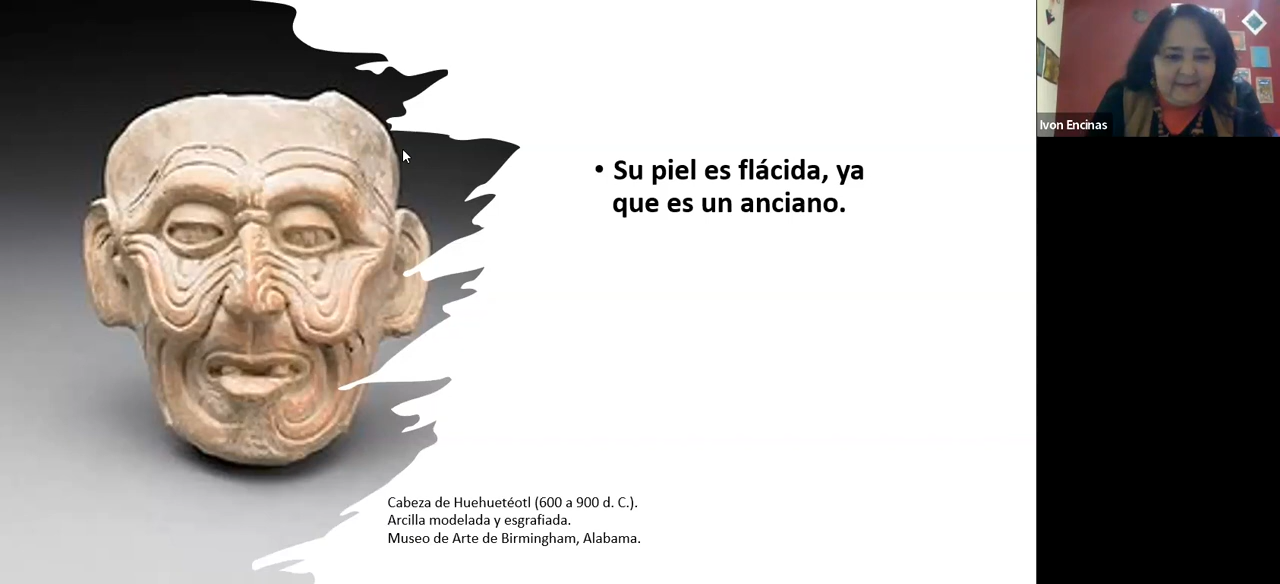 • Su piel es flácida, ya
que es un anciano.
Cabeza de Huehuetéotl (600 a 900 d. C.).
Arcilla modelada y esgrafiada.
Museo de Arte de Birmingham, Alabama.
Ivon Encinas